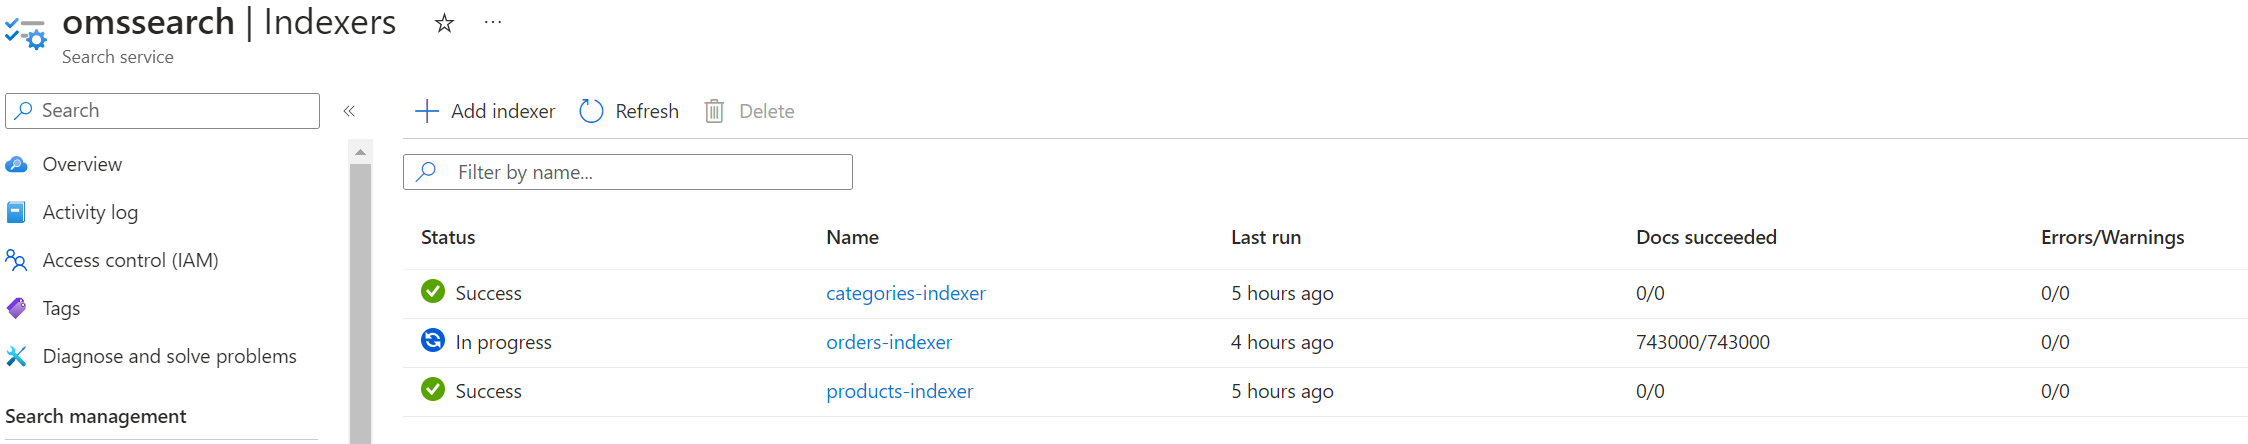 omssearch | Indexers
Search service
Search
Add indexer Refresh Delete
Overview
Activity log
Access control (IAM)
Tags
Diagnose and solve problems
Search management
Filter by name...
Status Name Last run Docs succeeded Errors/Warnings
Success categories-indexer 5 hours ago 0/0 0/0
In progress orders-indexer 4 hours ago 743000/743000 0/0
Success products-indexer 5 hours ago 0/0 0/0